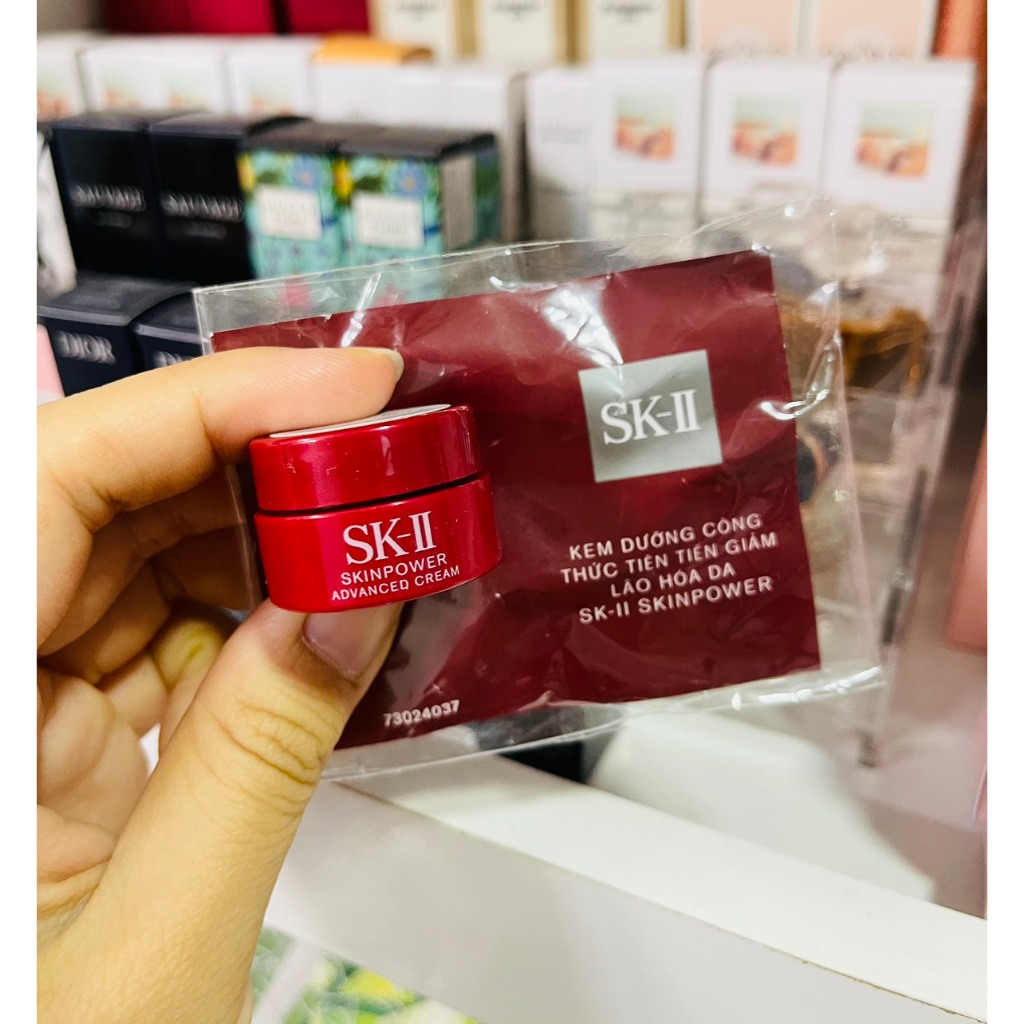 SAUVAGE
SAUVAGE
DIOR
SK-II
KEM DƯỠNG CÔNG
THỨC TIÊN TIẾN GIẢM
LÃO HÓA DA
SK-II SKINPOWER
SK-II
SKINPOWER
ADVANCED CREAM
73024037